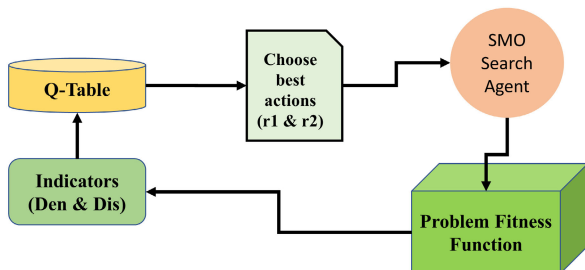 Q-Table
Choose
best
actions
(r1 & r2)
SMO
Search
Agent
Indicators
(Den & Dis)
Problem Fitness
Function